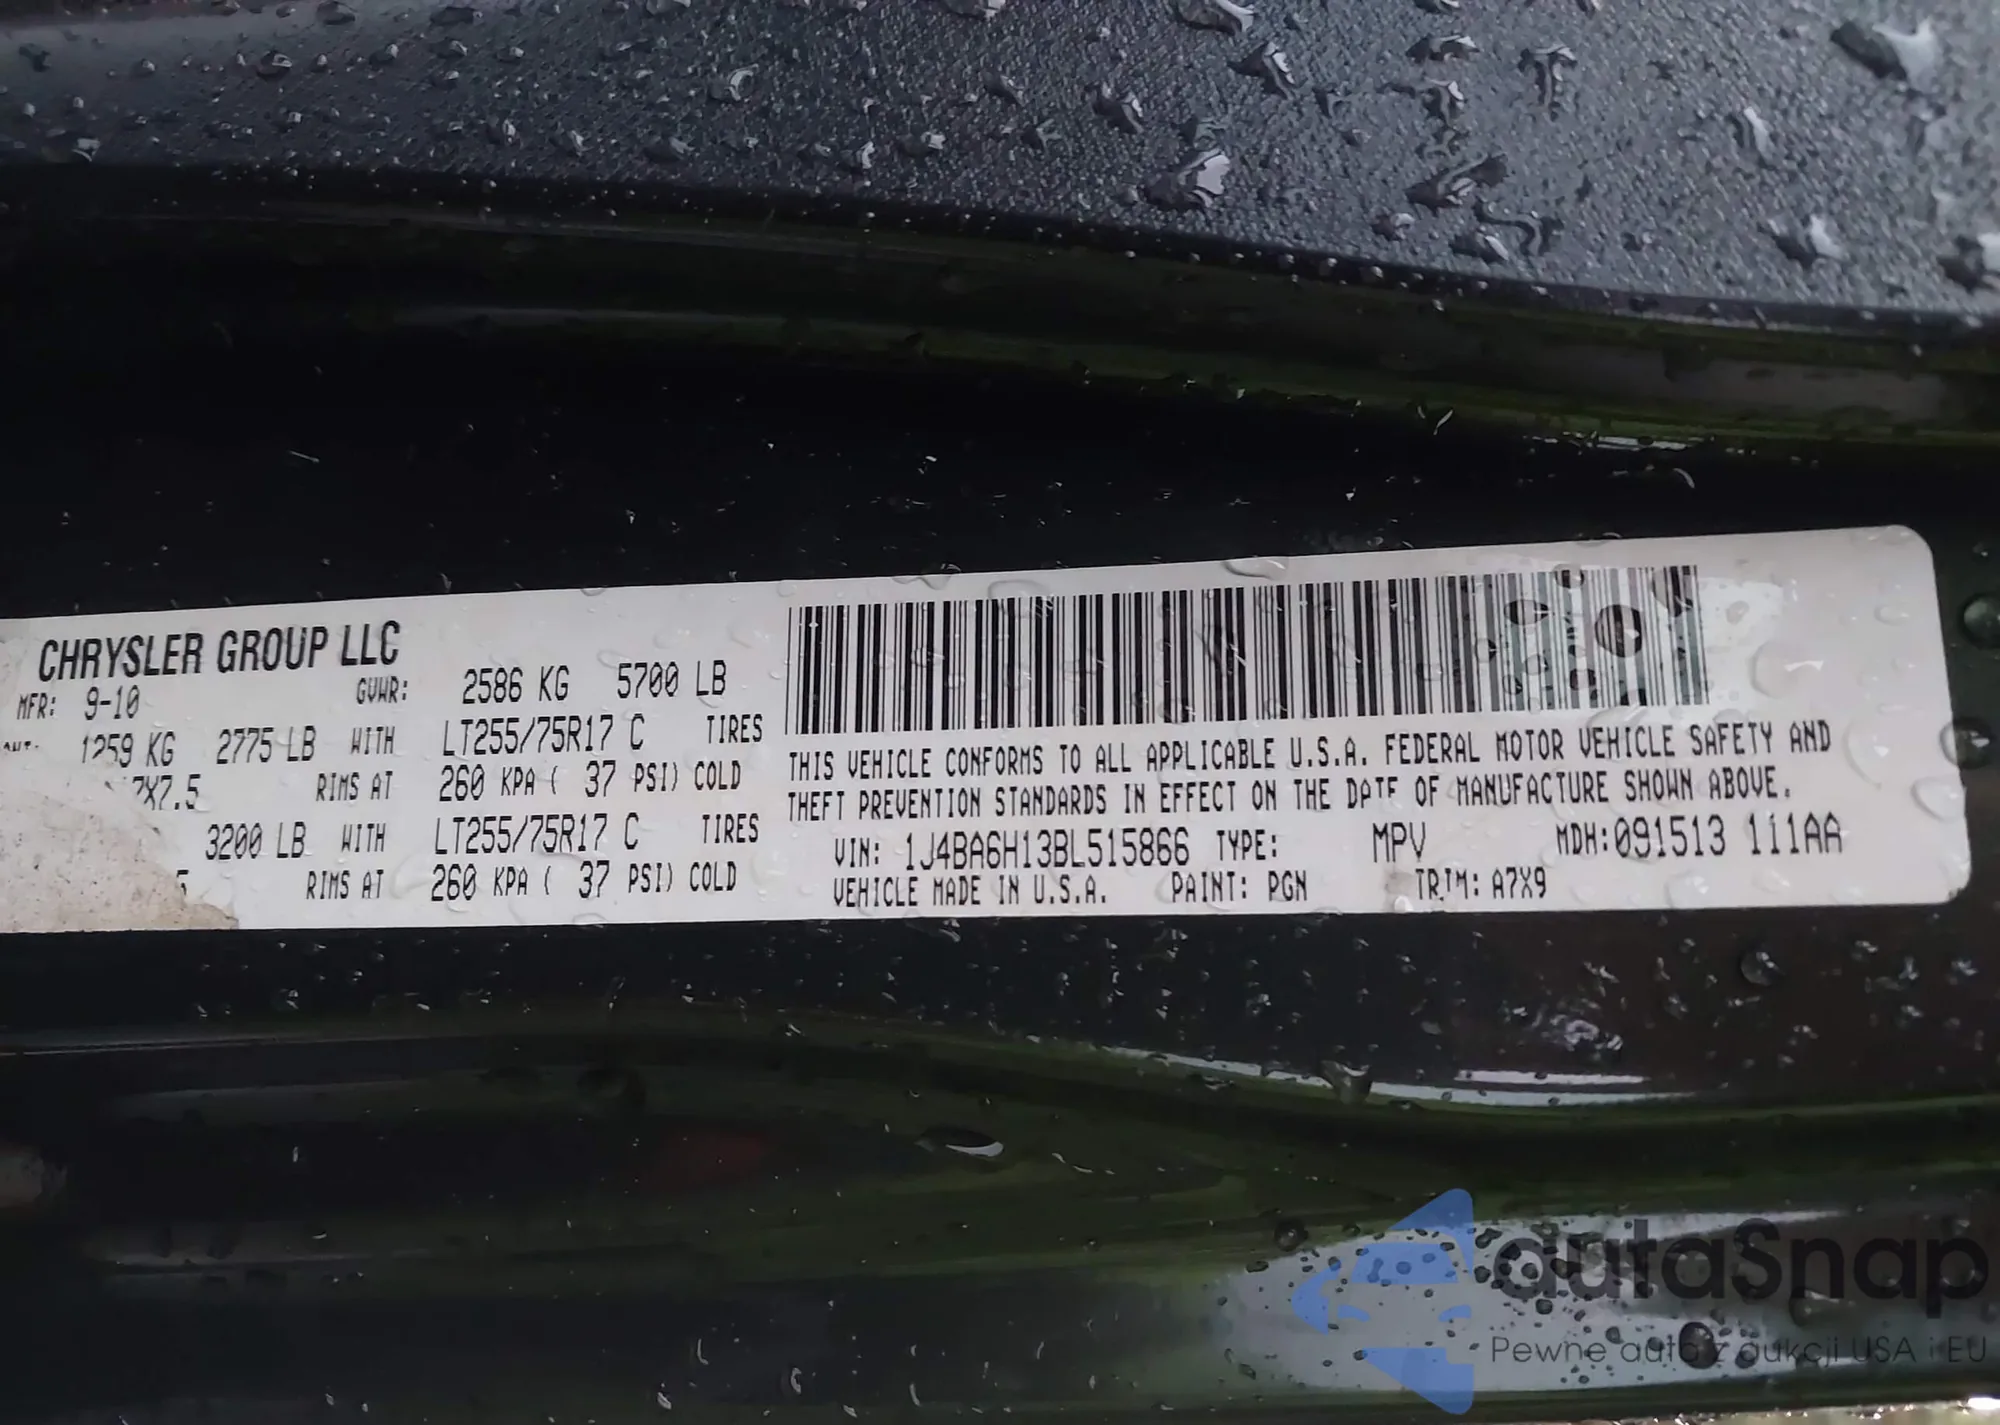 CHRYSLER GROUP LLC
MFR: 9-10 GVWR: 2586 KG 5700 LB
1259 KG 2775 LB WITH LT255/75R17 C TIRES
7X7.5 RIMS AT 260 KPA ( 37 PSI) COLD
3200 LB WITH LT255/75R17 C TIRES
5 RIMS AT 260 KPA ( 37 PSI) COLD
THIS VEHICLE CONFORMS TO ALL APPLICABLE U.S.A. FEDERAL MOTOR VEHICLE SAFETY AND
THEFT PREVENTION STANDARDS IN EFFECT ON THE DATE OF MANUFACTURE SHOWN ABOVE.
VIN: 1J4BA6H13BL515866 TYPE: MPV MDH:091513 111AA
VEHICLE MADE IN U.S.A. PAINT: PGN TRIM: A7X9
autaSnap
Pewne auta z aukcji USA i EU